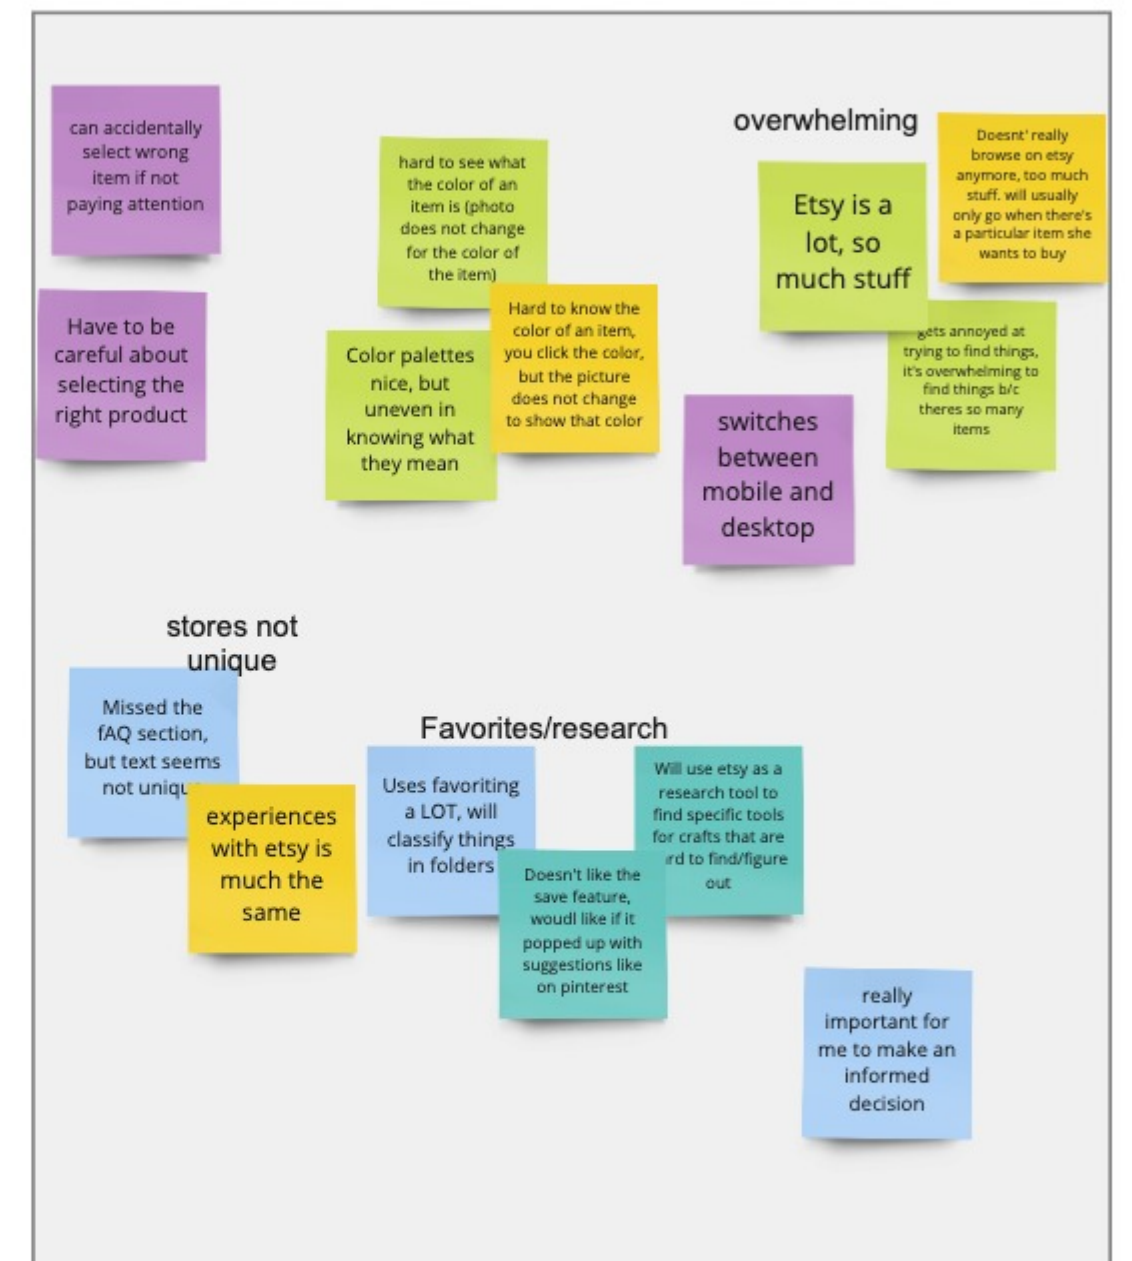 can accidentally
select wrong
item if not
paying attention
Have to be
careful about
selecting the
right product
hard to see what
the color of an
item is (photo
does not change
for the color of
the item)
Color palettes
nice, but
uneven in
knowing what
they mean
Hard to know the
color of an item,
you click the color,
but the picture
does not change
to show that color
overwhelming
Etsy is a
lot, so
much stuff
Doesnt' really
browse on etsy
anymore, too much
stuff. will usually
only go when there's
a particular item she
wants to buy
gets annoyed at
trying to find things,
it's overwhelming to
find things b/c
theres so many
items
switches
between
mobile and
desktop
stores not
unique
Missed the
fAQ section,
but text seems
not unique
experiences
with etsy is
much the
same
Favorites/research
Uses favoriting
a LOT, will
classify things
in folders
Doesn't like the
save feature,
woudl like if it
popped up with
suggestions like
on pinterest
Will use etsy as a
research tool to
find specific tools
for crafts that are
hard to find/figure
out
really
important for
me to make an
informed
decision